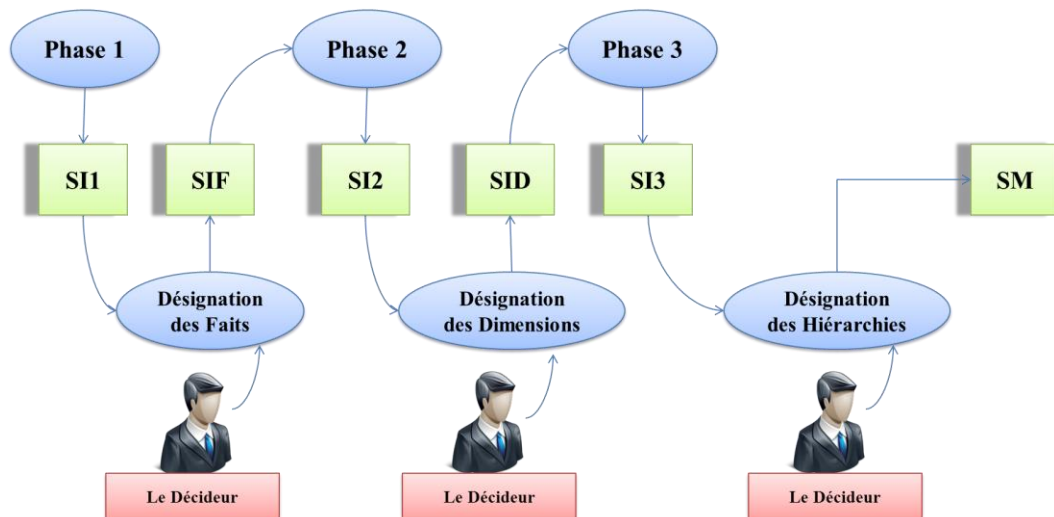 Phase 1
Phase 2
Phase 3
SI1
SIF
SI2
SID
SI3
SM
Désignation
des Faits
Désignation
des Dimensions
Désignation
des Hiérarchies
Le Décideur
Le Décideur
Le Décideur